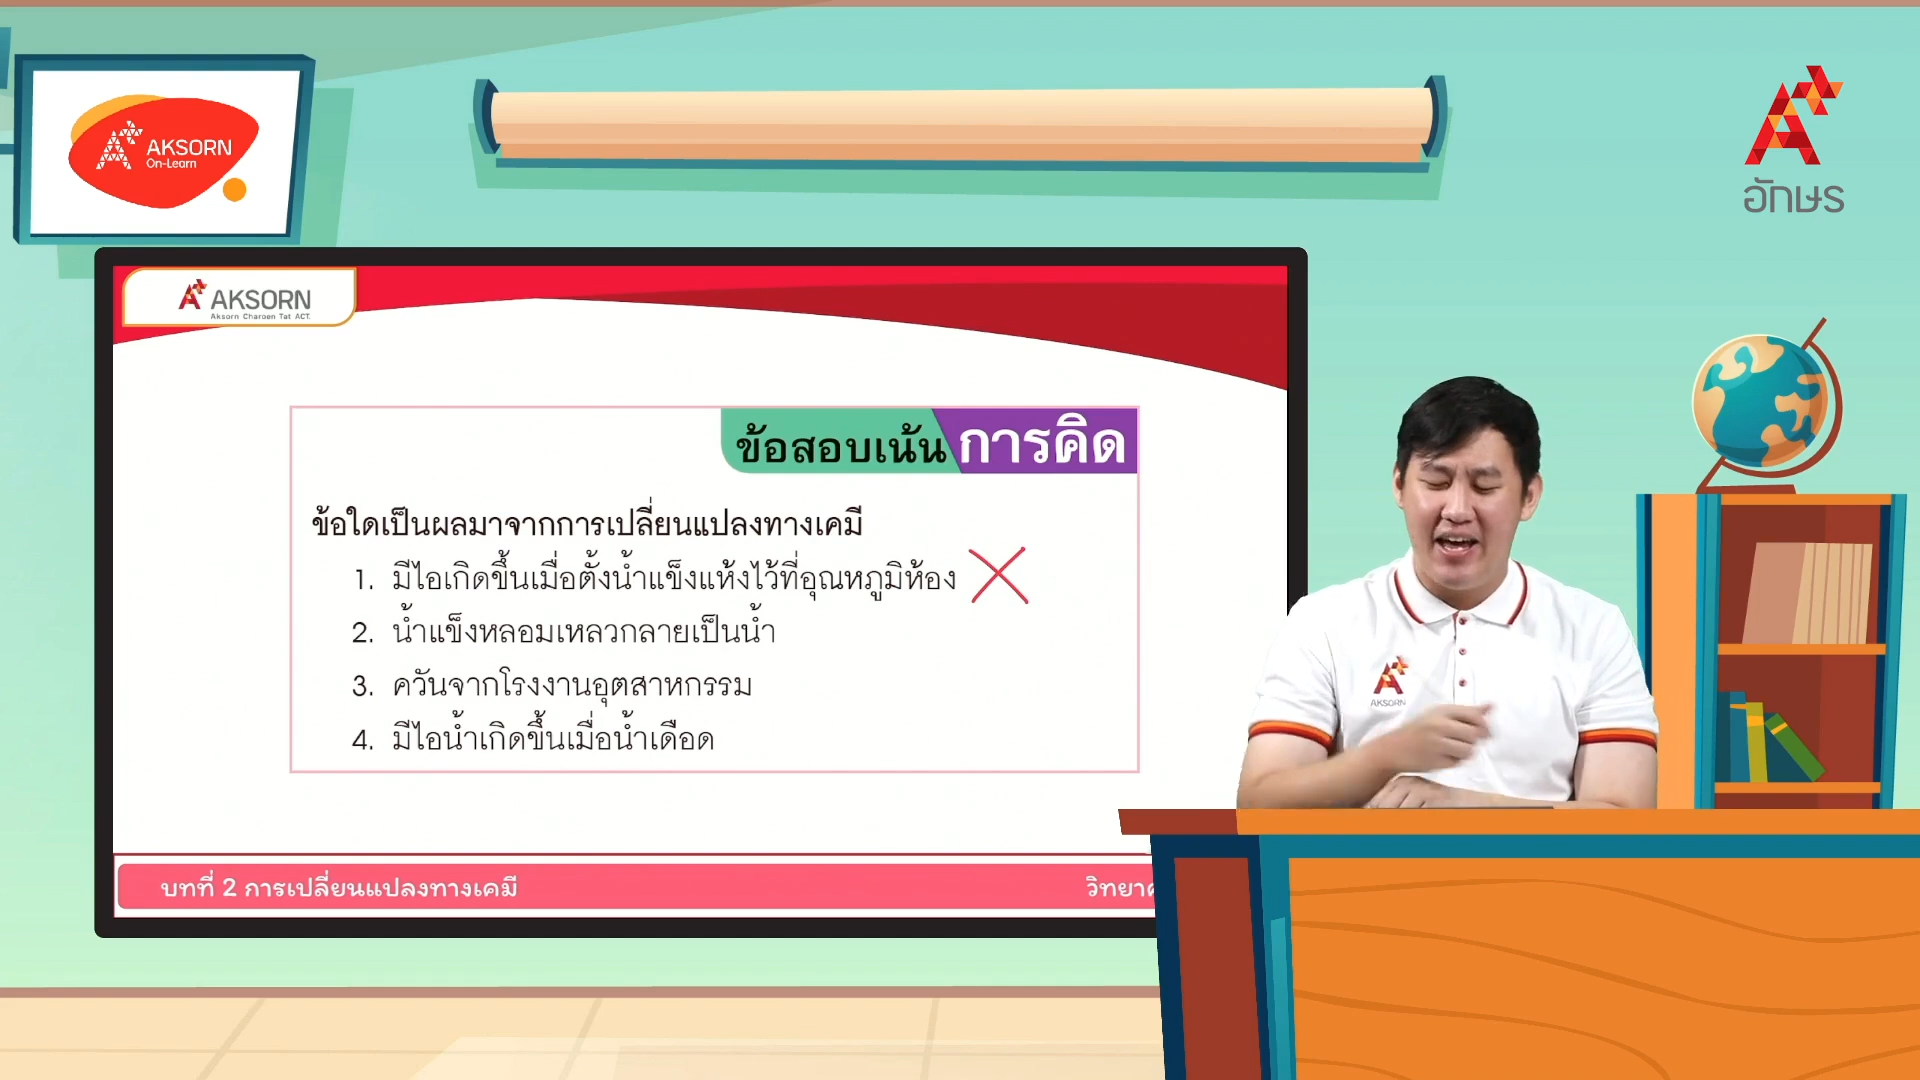 AKSORN
On-Learn
อักษร
AKSORN
Aksorn Charoen Tat ACT.
ข้อสอบเน้นการคิด
ข้อใดเป็นผลมาจากการเปลี่ยนแปลงทางเคมี
1. มีไอเกิดขึ้นเมื่อตั้งน้ำแข็งแห้งไว้ที่อุณหภูมิห้อง
2. น้ำแข็งหลอมเหลวกลายเป็นน้ำ
3. ควันจากโรงงานอุตสาหกรรม
4. มีไอน้ำเกิดขึ้นเมื่อน้ำเดือด
AKSORN
บทที่ 2 การเปลี่ยนแปลงทางเคมี